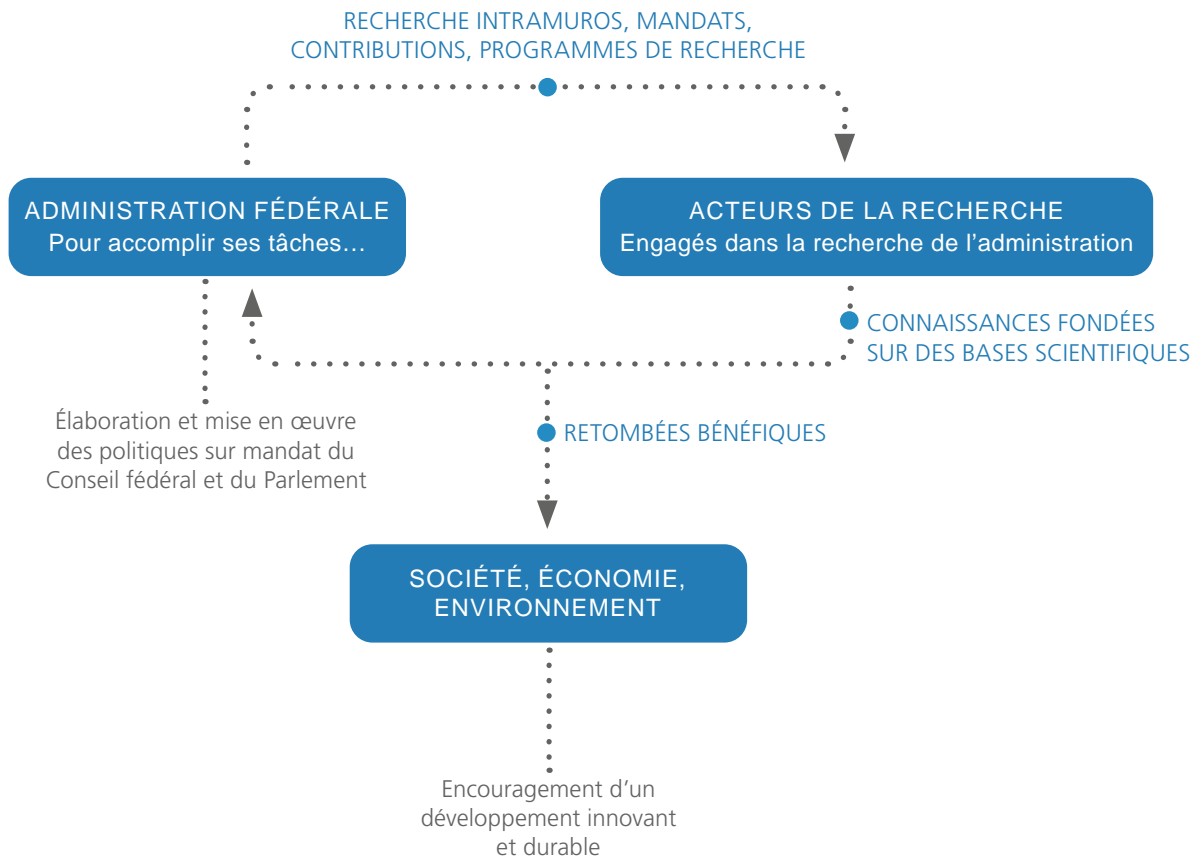 RECHERCHE INTRAMUROS, MANDATS,
CONTRIBUTIONS, PROGRAMMES DE RECHERCHE
ADMINISTRATION FÉDÉRALE
Pour accomplir ses tâches…
ACTEURS DE LA RECHERCHE
Engagés dans la recherche de l'administration
CONNAISSANCES FONDÉES
SUR DES BASES SCIENTIFIQUES
Élaboration et mise en œuvre
des politiques sur mandat du
Conseil fédéral et du Parlement
RETOMBÉES BÉNÉFIQUES
SOCIÉTÉ, ÉCONOMIE,
ENVIRONNEMENT
Encouragement d’un
développement innovant
et durable